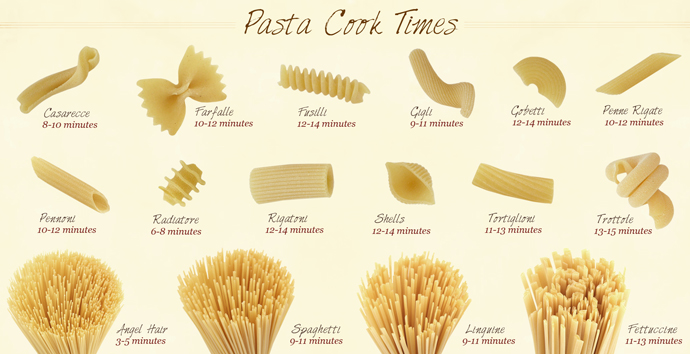 Pasta Cook Times
Casarecce
8-10 minutes
Farfalle
10-12 minutes
Fusilli
12-14 minutes
Gigli
9-11 minutes
Gobetti
12-14 minutes
Penne Rigate
10-12 minutes
Pennoni
10-12 minutes
Radiatore
6-8 minutes
Rigatoni
12-14 minutes
Shells
12-14 minutes
Tortiglioni
11-13 minutes
Trottole
13-15 minutes
Angel Hair
3-5 minutes
Spaghetti
9-11 minutes
Linguine
9-11 minutes
Fettuccine
11-13 minutes